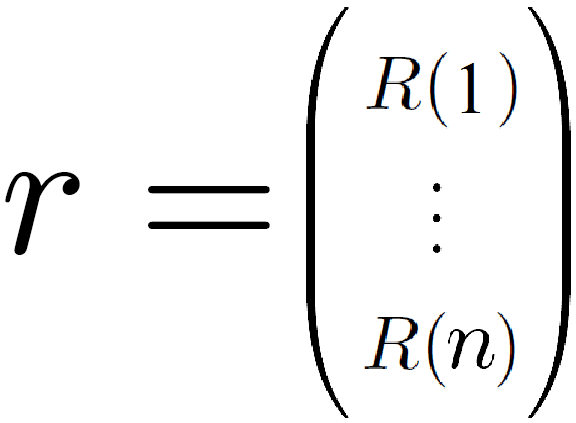 R(1)
r = ⋮
R(n)